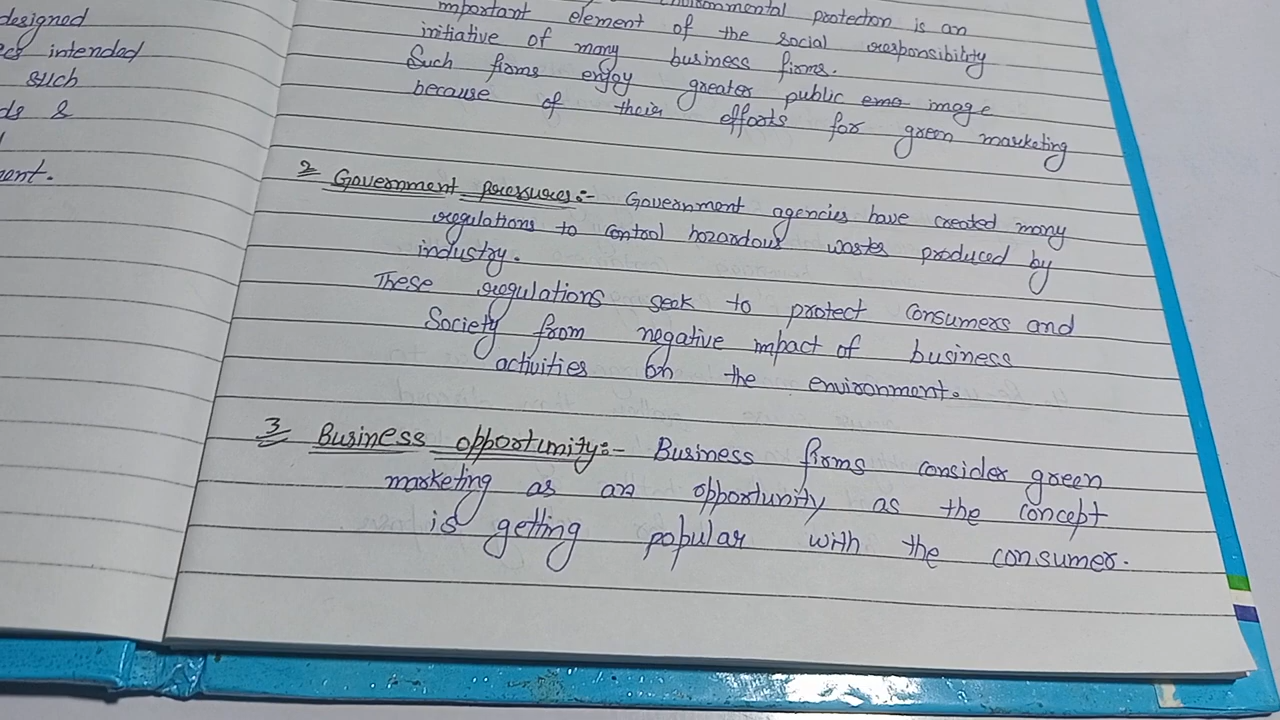 designed
intended
such
&
environmental protection is an
important element of the social responsibility
initiative of many business firms.
Such firms enjoy greater public ema image
because of their efforts for green marketing
2 Government pressures:- Government agencies have created many
regulations to control hazardous wastes produced by
industry.
These regulations seek to protect consumers and
Society from negative impact of business
activities on the environment.
3 Business opportunity:- Business firms consider green
marketing as an opportunity as the concept
is getting popular with the consumer.